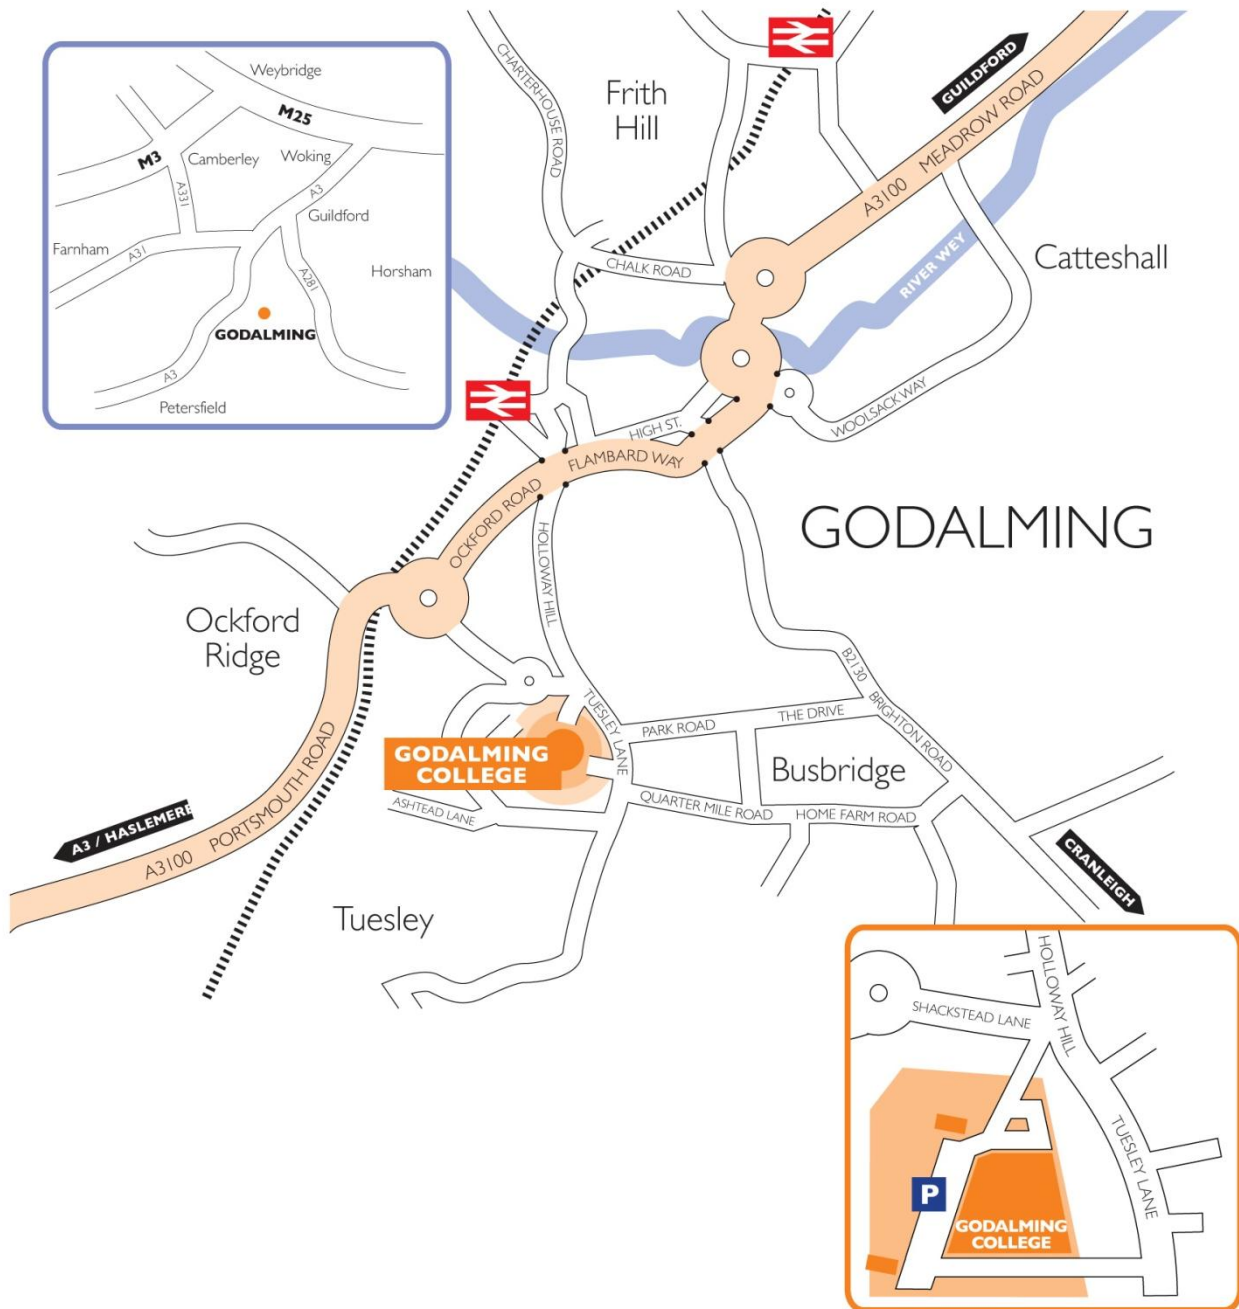 Weybridge
M25
M3
Camberley
Woking
A331
A3
Guildford
Farnham
A31
Horsham
A281
GODALMING
A3
Petersfield
CHARTERHOUSE ROAD
Frith
Hill
GUILDFORD
A3100 MEADROW ROAD
CHALK ROAD
RIVER WEY
Catteshall
WOOLSACK WAY
HIGH ST.
FLAMBARD WAY
OCKFORD ROAD
GODALMING
HOLLOWAY HILL
Ockford
Ridge
B2130 BRIGHTON ROAD
TUESLEY LANE
PARK ROAD
THE DRIVE
GODALMING
COLLEGE
Busbridge
ASHTEAD LANE
QUARTER MILE ROAD
HOME FARM ROAD
A3 / HASLEMERE
A3100 PORTSMOUTH ROAD
CRANLEIGH
Tuesley
HOLLOWAY HILL
SHACKSTEAD LANE
TUESLEY LANE
P
GODALMING
COLLEGE